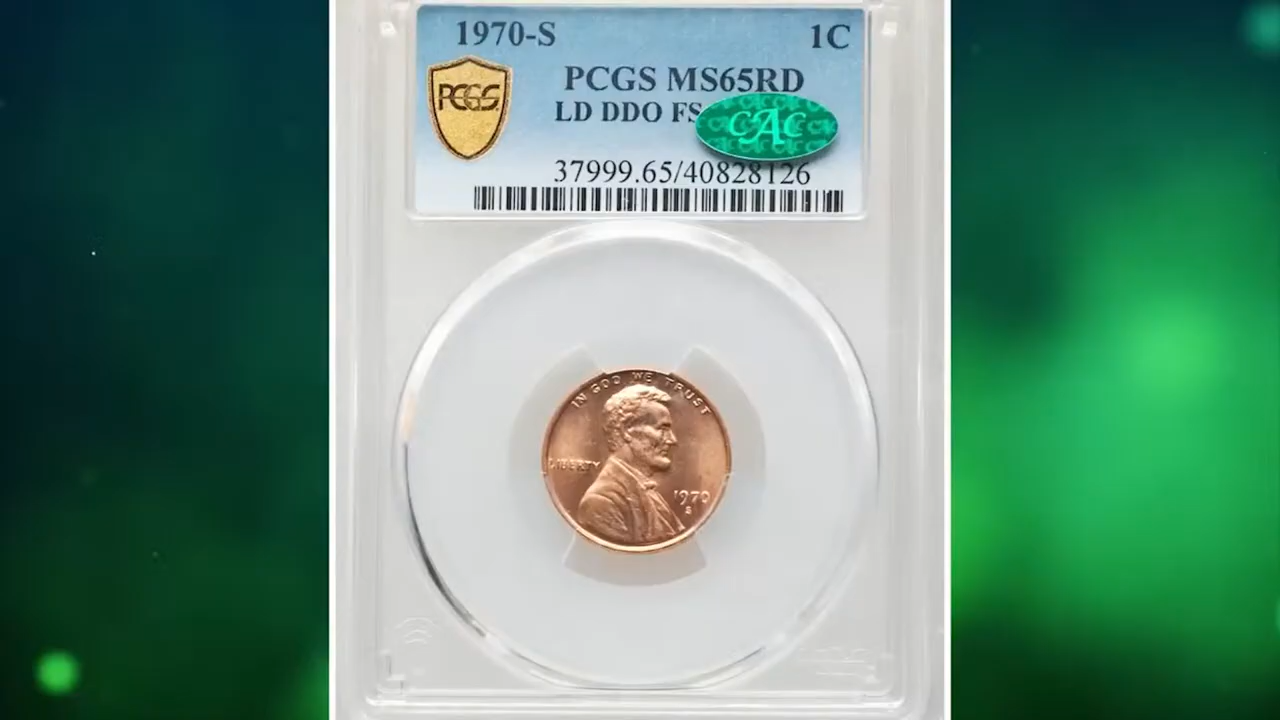 1970-S 1C
PCGS MS65RD
PCGS
LD DDO FS
CAC
37999.65/40828126
IN GOD WE TRUST
LIBERTY
1970
S